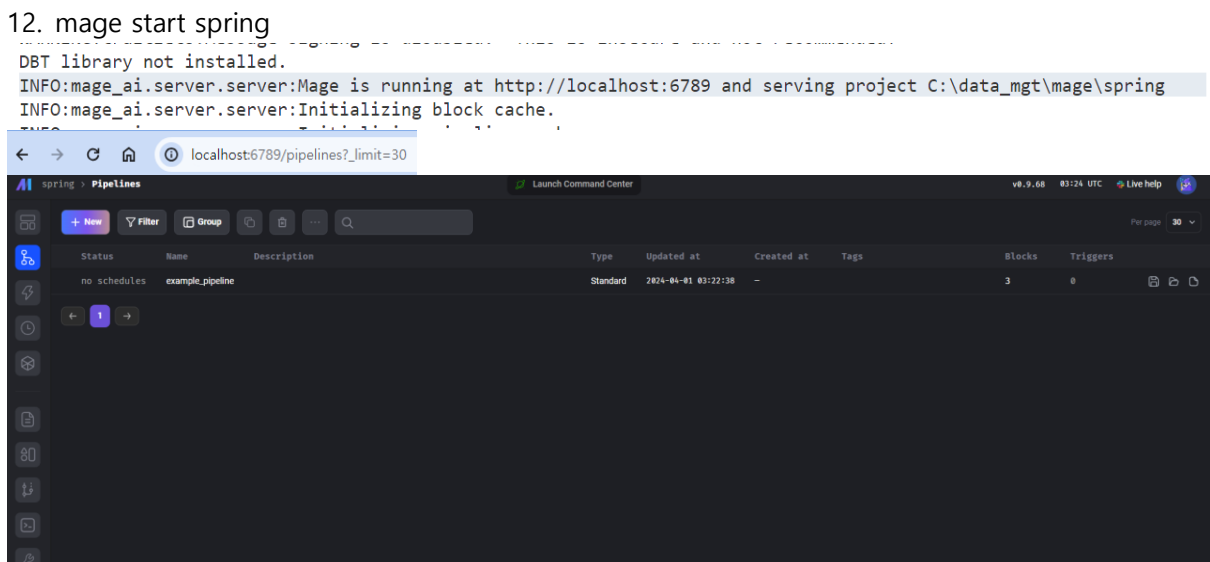 12. mage start spring
DBT library not installed.
INFO:mage_ai.server.server:Mage is running at http://localhost:6789 and serving project C:\data_mgt\mage\spring
INFO:mage_ai.server.server:Initializing block cache.
localhost:6789/pipelines?_limit=30
spring > Pipelines
Launch Command Center
v0.9.68 03:24 UTC Live help
+ New Filter Group
Per page 30
Status Name Description Type Updated at Created at Tags Blocks Triggers
no schedules example_pipeline Standard 2024-04-01 03:22:38 – 3 0
1